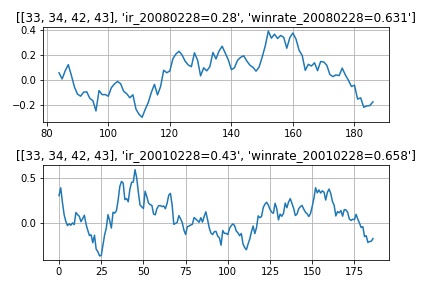 [[33, 34, 42, 43], 'ir_20080228=0.28', 'winrate_20080228=0.631']
0.4
0.2
0.0
−0.2
80 100 120 140 160 180
[[33, 34, 42, 43], 'ir_20010228=0.43', 'winrate_20010228=0.658']
0.5
0.0
0 25 50 75 100 125 150 175